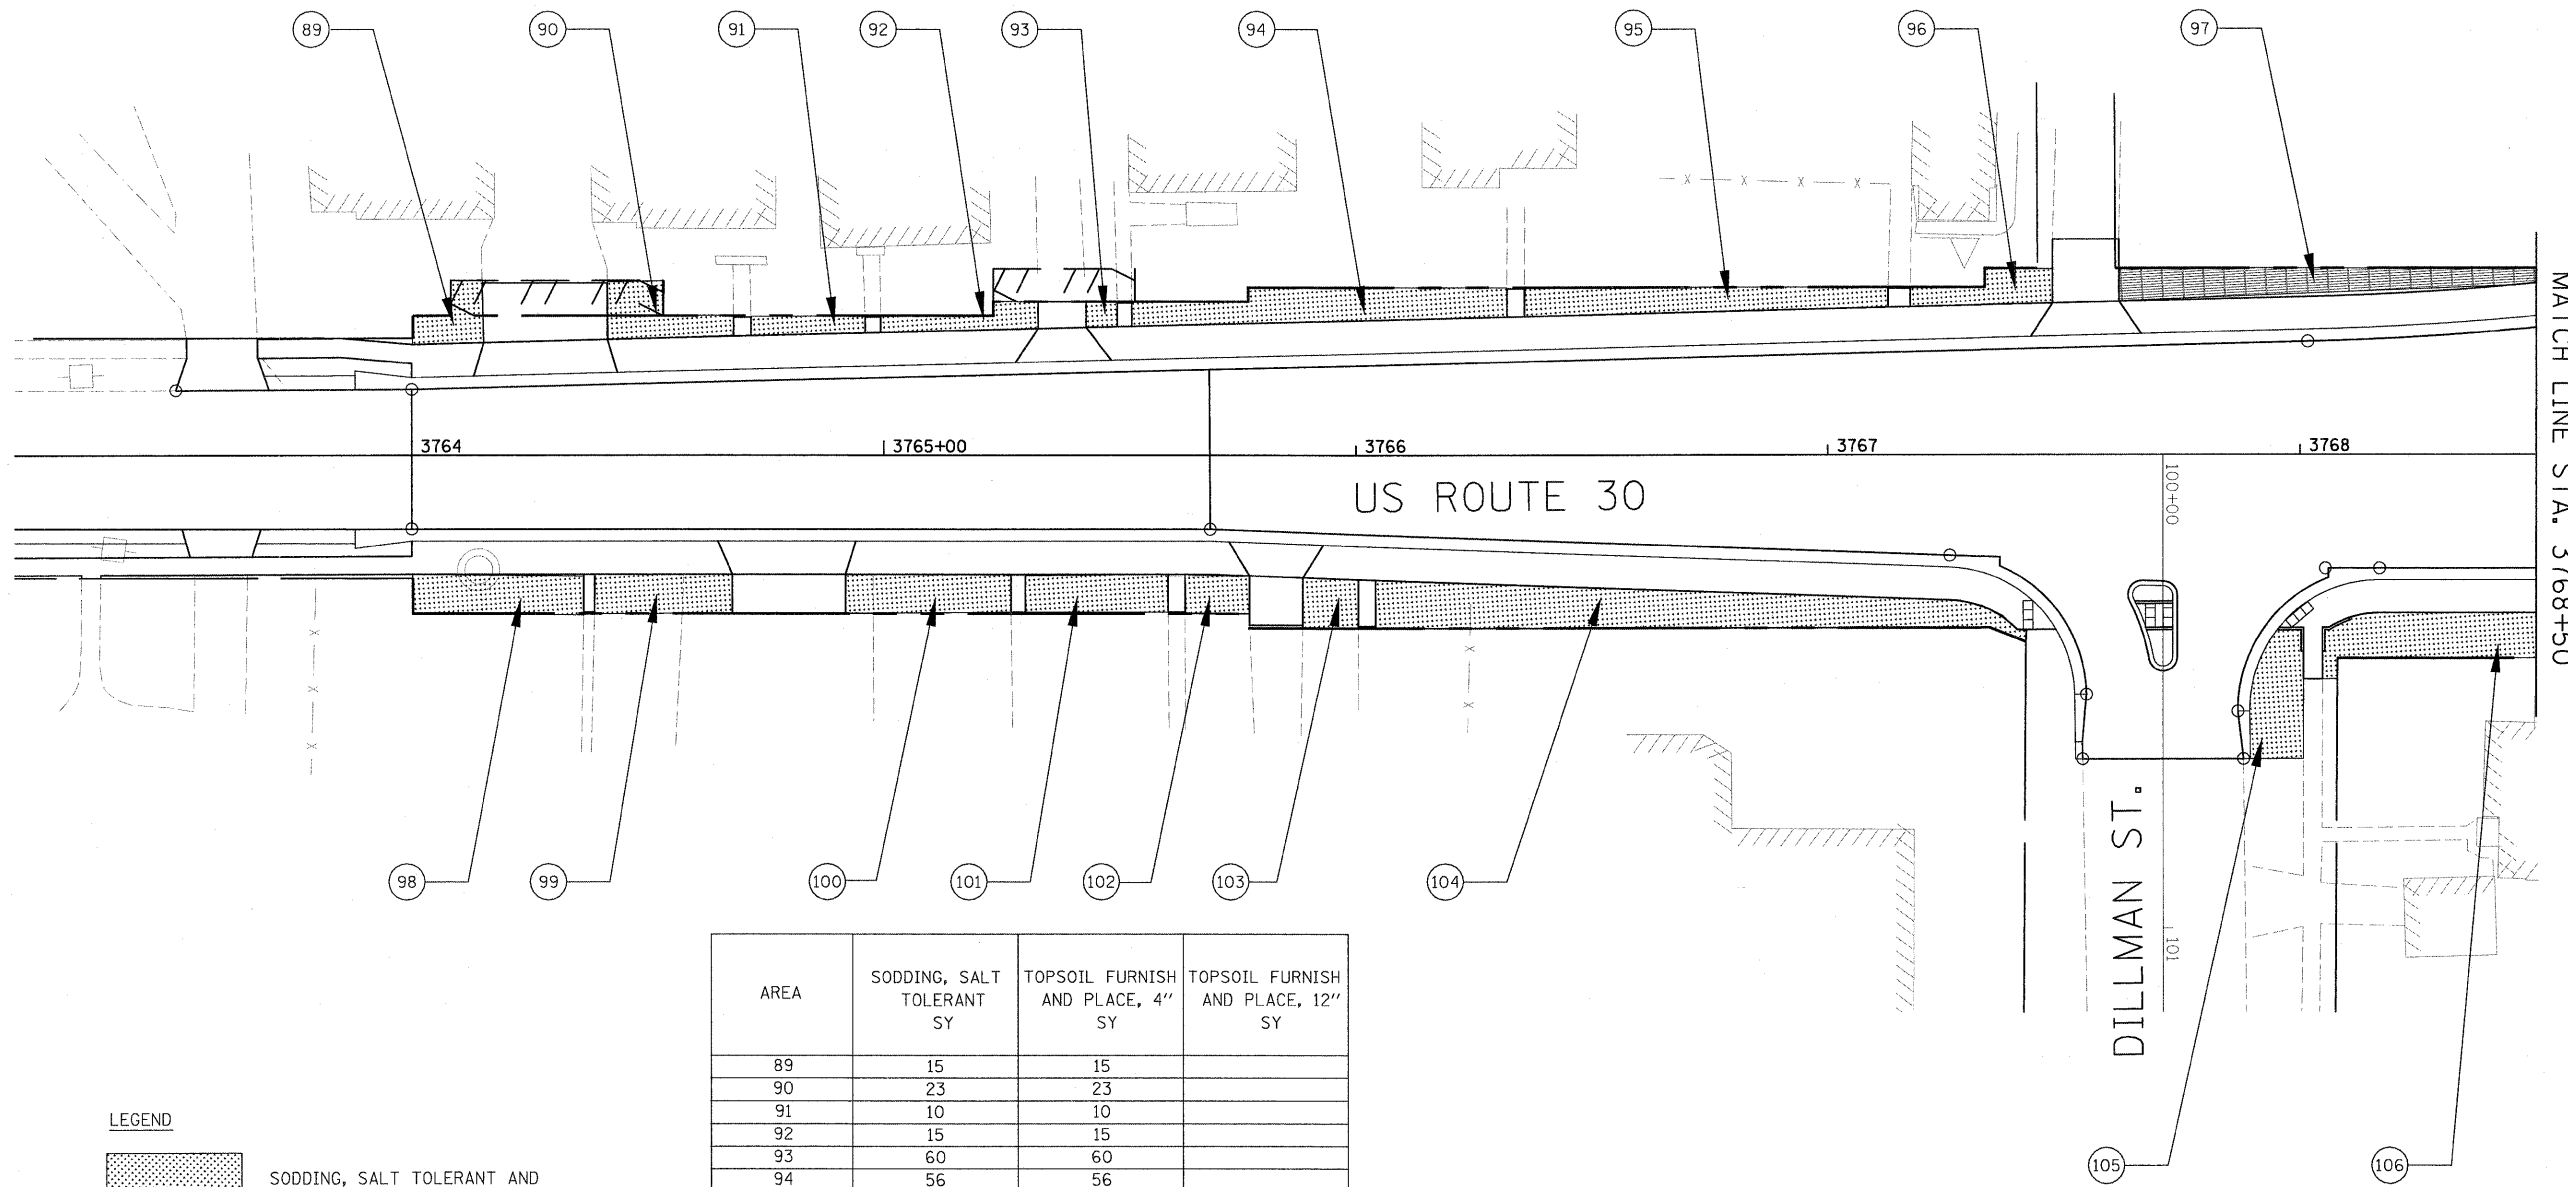 89
90
91
92
93
94
95
96
97
X X X X
3764
3765+00
3766
3767
3768
100+00
US ROUTE 30
MATCH LINE STA. 3768+50
X
X
X
X
X
98
99
100
101
102
103
104
DILLMAN ST.
101
105
106
AREA
SODDING, SALT
TOLERANT
SY
TOPSOIL FURNISH
AND PLACE, 4"
SY
TOPSOIL FURNISH
AND PLACE, 12"
SY
89 15 15
90 23 23
91 10 10
92 15 15
93 60 60
94 56 56
LEGEND
SODDING, SALT TOLERANT AND